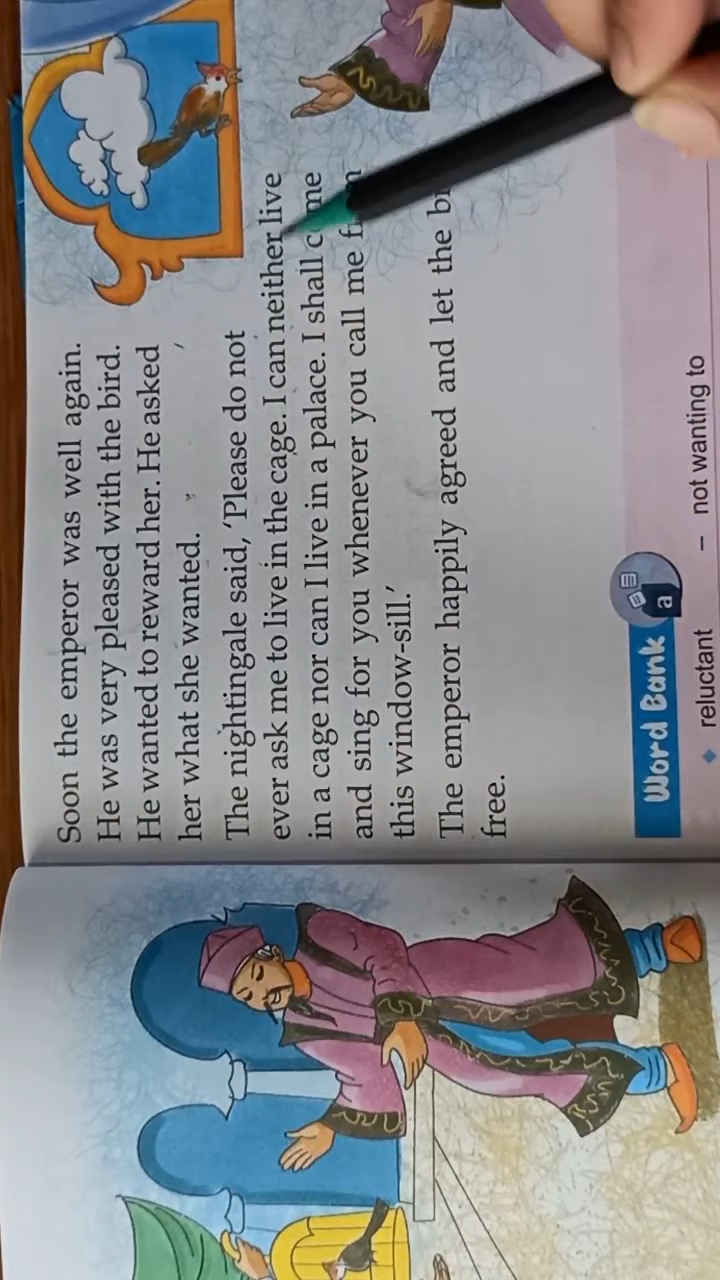 Soon the emperor was well again.
He was very pleased with the bird.
He wanted to reward her. He asked
her what she wanted.
The nightingale said, ‘Please do not
ever ask me to live in the cage. I can neither live
in a cage nor can I live in a palace. I shall come
and sing for you whenever you call me from
this window-sill.’
The emperor happily agreed and let the
free.
Word Bank
a
◆ reluctant – not wanting to